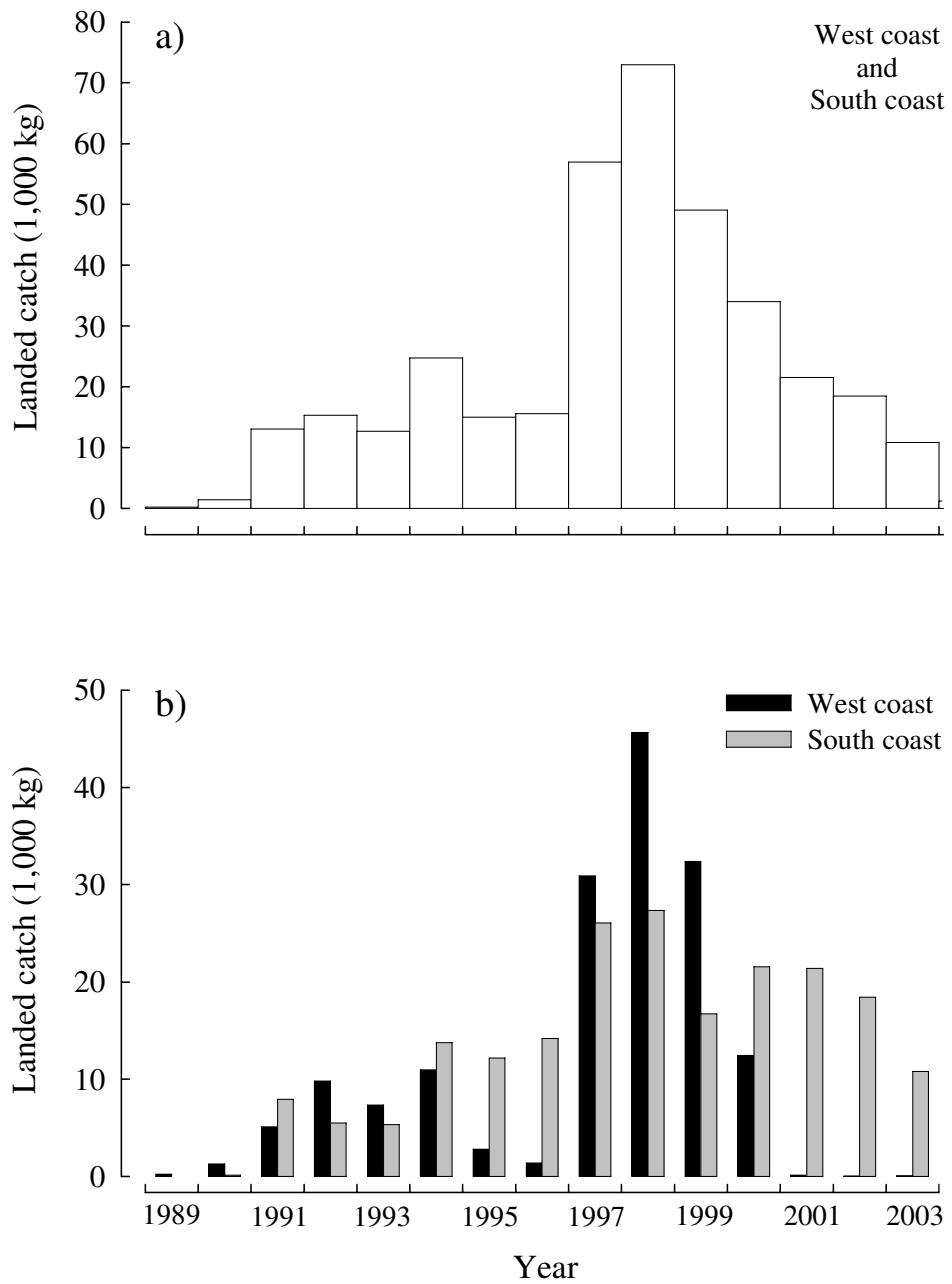 a)
West coast
and
South coast
Landed catch (1,000 kg)
80
70
60
50
40
30
20
10
0
b)
West coast
South coast
Landed catch (1,000 kg)
50
40
30
20
10
0
1989 1991 1993 1995 1997 1999 2001 2003
Year